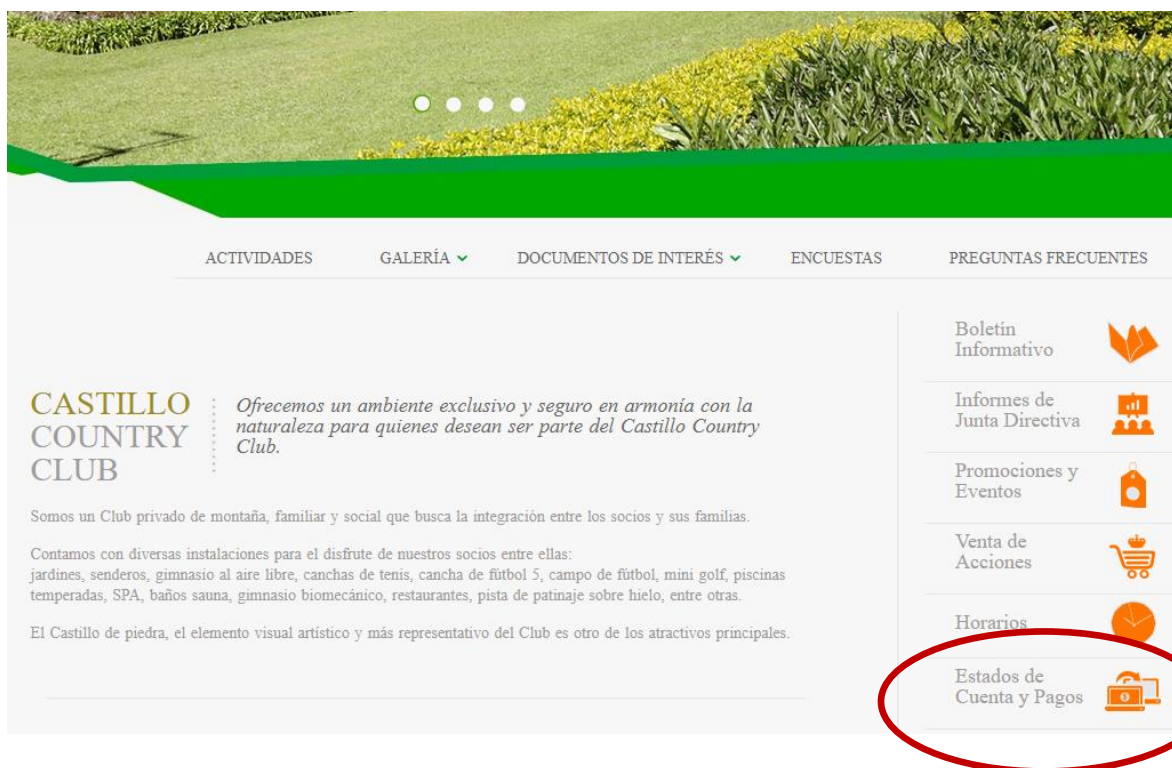 ACTIVIDADES GALERÍA DOCUMENTOS DE INTERÉS ENCUESTAS PREGUNTAS FRECUENTES
CASTILLO
COUNTRY
CLUB
Ofrecemos un ambiente exclusivo y seguro en armonía con la
naturaleza para quienes desean ser parte del Castillo Country
Club.
Somos un Club privado de montaña, familiar y social que busca la integración entre los socios y sus familias.
Contamos con diversas instalaciones para el disfrute de nuestros socios entre ellas:
jardines, senderos, gimnasio al aire libre, canchas de tenis, cancha de fútbol 5, campo de fútbol, mini golf, piscinas
temperadas, SPA, baños sauna, gimnasio biomecánico, restaurantes, pista de patinaje sobre hielo, entre otras.
El Castillo de piedra, el elemento visual artístico y más representativo del Club es otro de los atractivos principales.
Boletín
Informativo
Informes de
Junta Directiva
Promociones y
Eventos
Venta de
Acciones
Horarios
Estados de
Cuenta y Pagos